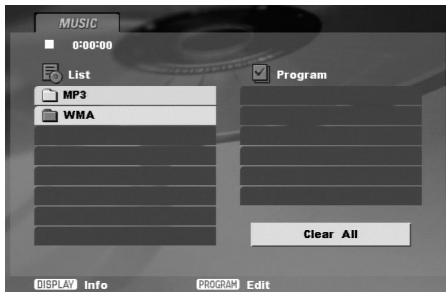 MUSIC
0:00:00
List
Program
MP3
WMA
Clear All
DISPLAY Info
PROGRAM Edit